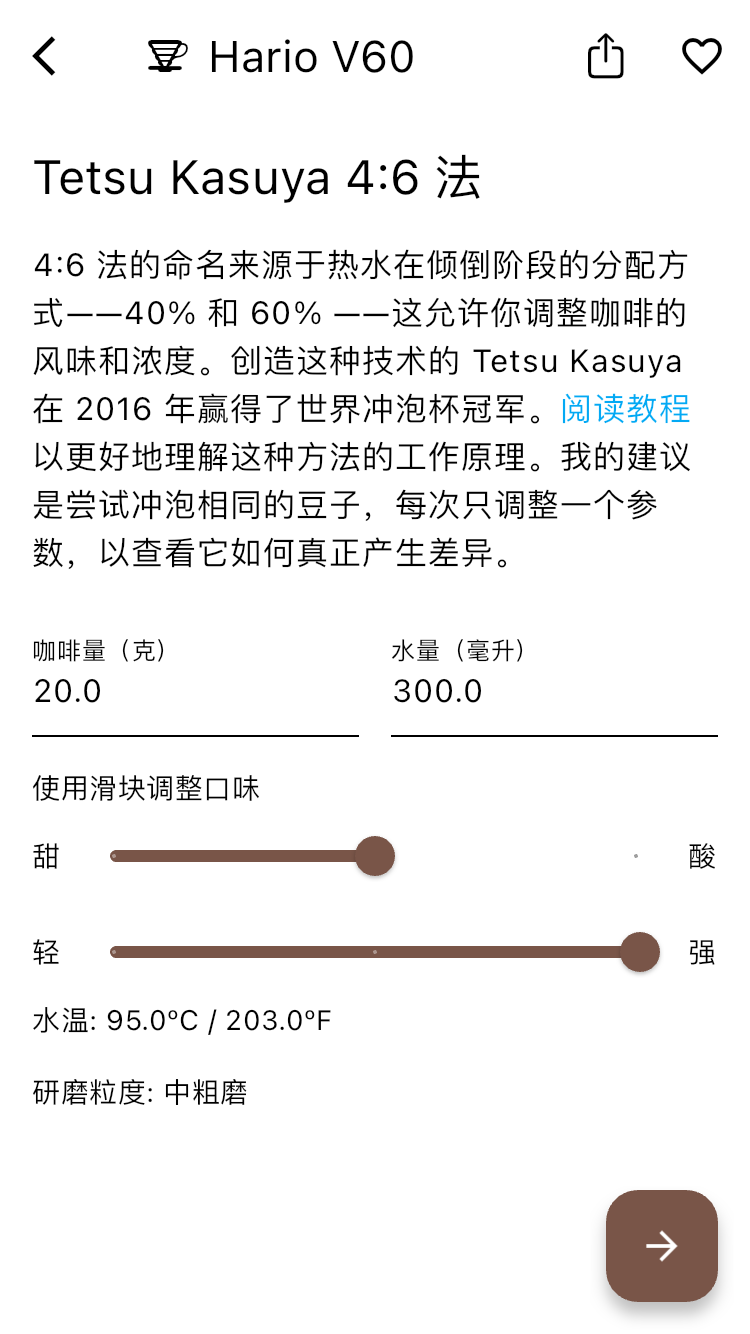 Hario V60
Tetsu Kasuya 4:6 法
4:6 法的命名来源于热水在倾倒阶段的分配方
式——40% 和 60% ——这允许你调整咖啡的
风味和浓度。创造这种技术的 Tetsu Kasuya
在 2016 年赢得了世界冲泡杯冠军。阅读教程
以更好地理解这种方法的工作原理。我的建议
是尝试冲泡相同的豆子，每次只调整一个参
数，以查看它如何真正产生差异。
咖啡量（克）
20.0
水量（毫升）
300.0
使用滑块调整口味
甜 酸
轻 强
水温: 95.0ºC / 203.0ºF
研磨粒度: 中粗磨